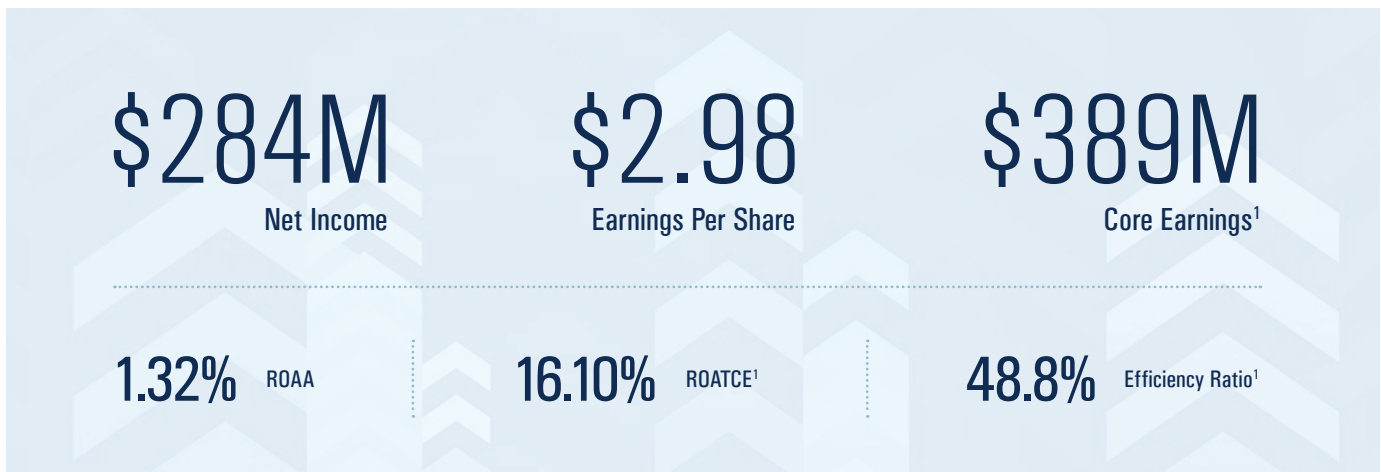 $284M $2.98 $389M
Net Income Earnings Per Share Core Earnings¹
1.32% ROAA 16.10% ROATCE¹ 48.8% Efficiency Ratio¹